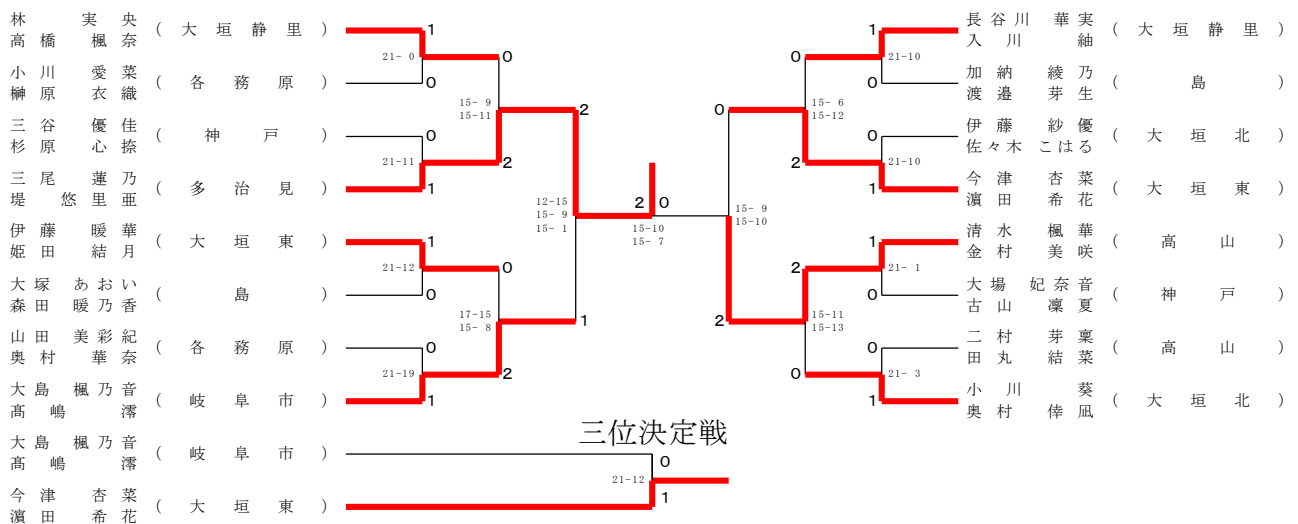 林 実 央
高 橋 楓 奈
( 大 垣 静 里 )
小 川 愛 菜
榊 原 衣 織
( 各 務 原 )
三 谷 優 佳
杉 原 心 捺
( 神 戸 )
三 尾 蓮 乃
堤 悠 里 亜
( 多 治 見 )
伊 藤 暖 華
姫 田 結 月
( 大 垣 東 )
大 塚 あ お い
森 田 暖 乃 香
( 島 )
山 田 美 彩 紀
奥 村 華 奈
( 各 務 原 )
大 島 楓 乃 音
髙 嶋 澪
( 岐 阜 市 )
1
21- 0
0
0
21-11
1
1
21-12
0
0
21-19
1
0
15- 9
15-11
2
0
17-15
15- 8
2
2
12-15
15- 9
15- 1
1
2 0
15-10
15- 7
0
15- 9
15-10
2
0
15- 6
15-12
2
2
15-11
15-13
0
1
21-10
0
0
21-10
1
1
21- 1
0
0
21- 3
1
長 谷 川 華 実
入 川 紬
( 大 垣 静 里 )
加 納 綾 乃
渡 邉 芽 生
( 島 )
伊 藤 紗 優
佐々木 こはる
( 大 垣 北 )
今 津 杏 菜
濵 田 希 花
( 大 垣 東 )
清 水 楓 華
金 村 美 咲
( 高 山 )
大 場 妃 奈 音
古 山 凜 夏
( 神 戸 )
二 村 芽 稟
田 丸 結 菜
( 高 山 )
小 川 葵
奥 村 倖 凪
( 大 垣 北 )
三位決定戦
大 島 楓 乃 音
髙 嶋 澪
( 岐 阜 市 )
今 津 杏 菜
濵 田 希 花
( 大 垣 東 )
0
21-12
1